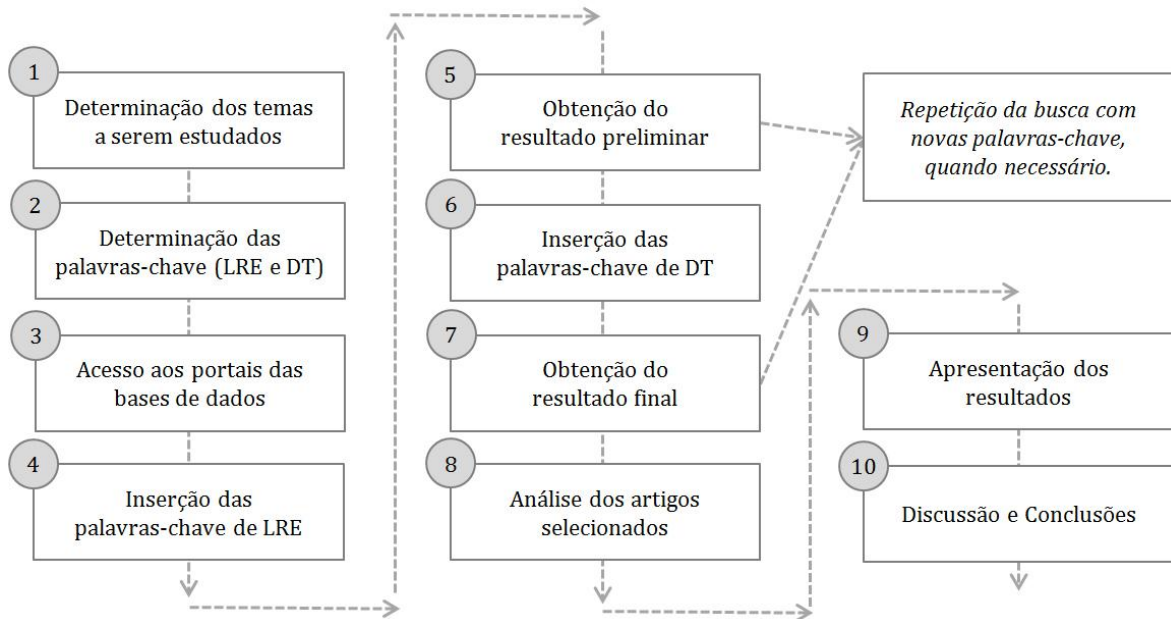 1
Determinação dos temas
a serem estudados
2
Determinação das
palavras-chave (LRE e DT)
3
Acesso aos portais das
bases de dados
4
Inserção das
palavras-chave de LRE
5
Obtenção do
resultado preliminar
6
Inserção das
palavras-chave de DT
7
Obtenção do
resultado final
8
Análise dos artigos
selecionados
Repetição da busca com
novas palavras-chave,
quando necessário.
9
Apresentação dos
resultados
10
Discussão e Conclusões